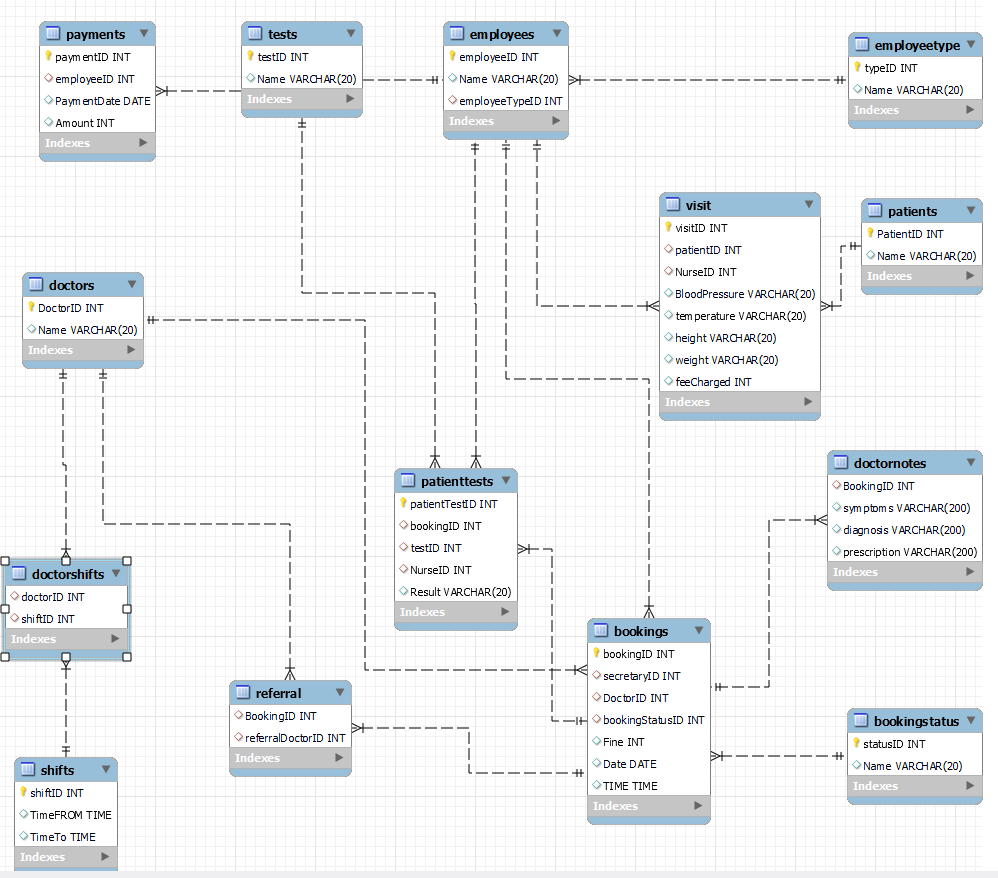 payments
paymentID INT
employeeID INT
PaymentDate DATE
Amount INT
Indexes
tests
testID INT
Name VARCHAR(20)
Indexes
employees
employeeID INT
Name VARCHAR(20)
employeeTypeID INT
Indexes
employeetype
typeID INT
Name VARCHAR(20)
Indexes
visit
visitID INT
patientID INT
NurseID INT
BloodPressure VARCHAR(20)
temperature VARCHAR(20)
height VARCHAR(20)
weight VARCHAR(20)
feeCharged INT
Indexes
patients
PatientID INT
Name VARCHAR(20)
Indexes
doctors
DoctorID INT
Name VARCHAR(20)
Indexes
patienttests
patientTestID INT
bookingID INT
testID INT
NurseID INT
Result VARCHAR(20)
Indexes
doctornotes
BookingID INT
symptoms VARCHAR(200)
diagnosis VARCHAR(200)
prescription VARCHAR(200)
Indexes
doctorshifts
doctorID INT
shiftID INT
Indexes
referral
BookingID INT
referralDoctorID INT
Indexes
bookings
bookingID INT
secretaryID INT
DoctorID INT
bookingStatusID INT
Fine INT
Date DATE
TIME TIME
Indexes
bookingstatus
statusID INT
Name VARCHAR(20)
Indexes
shifts
shiftID INT
TimeFROM TIME
TimeTo TIME
Indexes